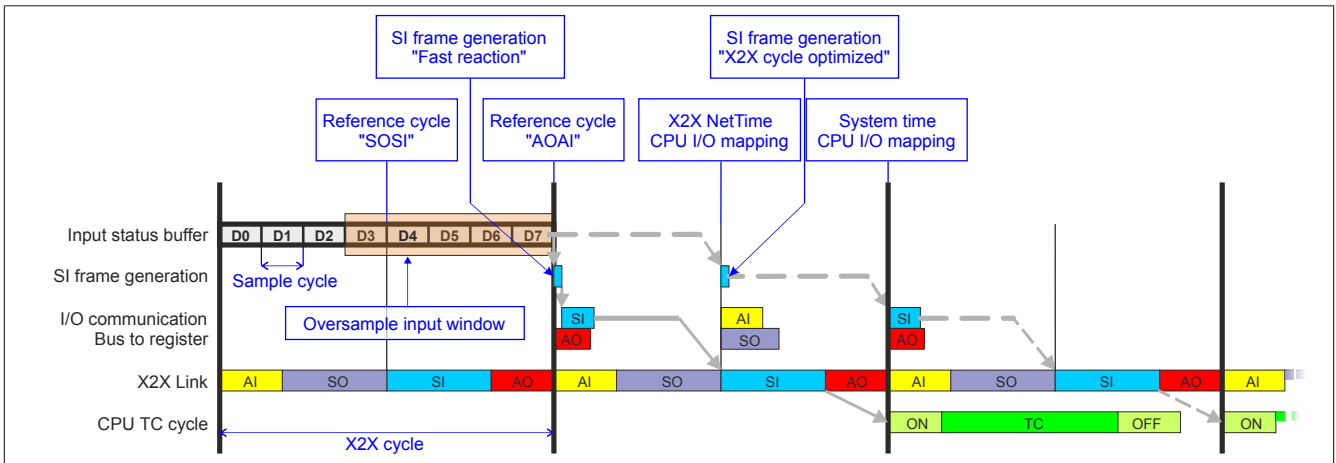 SI frame generation
"Fast reaction"
SI frame generation
"X2X cycle optimized"
Reference cycle
"SOSI"
Reference cycle
"AOAI"
X2X NetTime
CPU I/O mapping
System time
CPU I/O mapping
Input status buffer
D0 D1 D2 D3 D4 D5 D6 D7
SI frame generation
Sample cycle
Oversample input window
I/O communication
Bus to register
SI
AO
AI
SO
SI
AO
X2X Link
AI SO SI AO AI SO SI AO AI SO SI AO AI
CPU TC cycle
ON TC OFF ON
X2X cycle